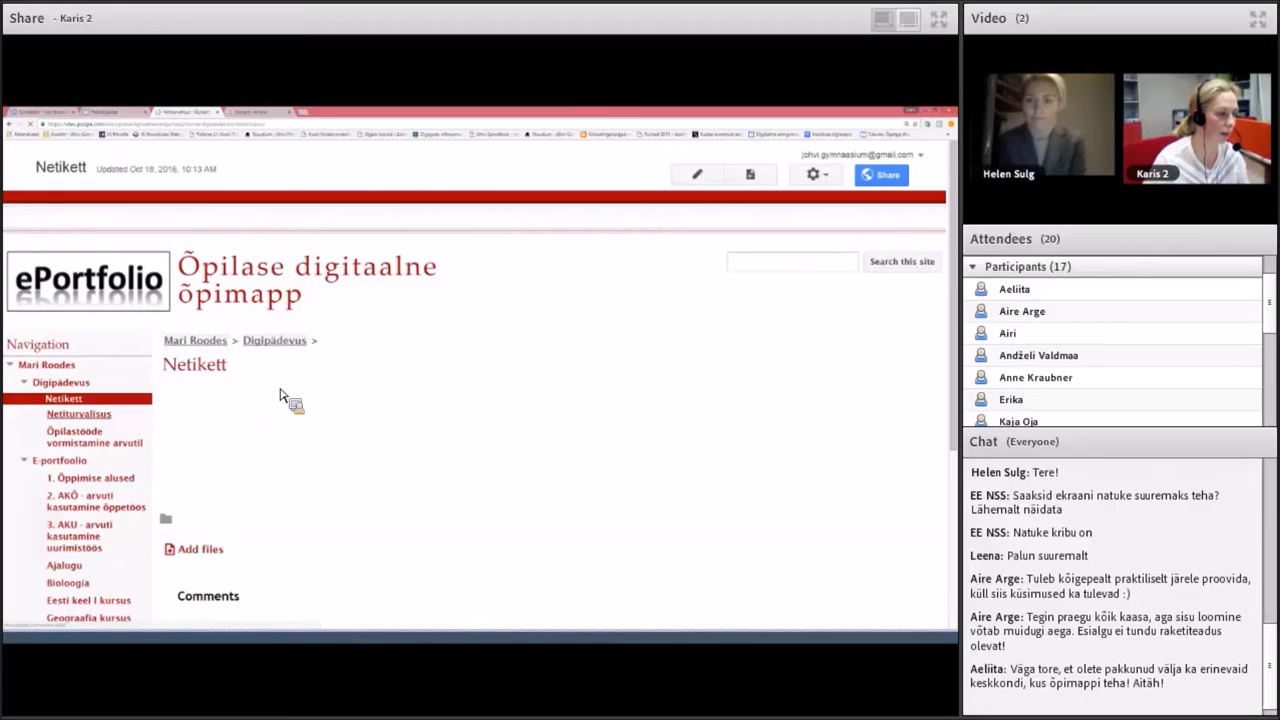 Share - Karis 2
Netikett Updated Oct 18, 2016, 10:13 AM
johvi.gymnaasium@gmail.com
Share
ePortfolio
Õpilase digitaalne
õpimapp
Search this site
Navigation
Mari Roodes
Digipädevus
Netikett
Netiturvalisus
Õpilastööde
vormistamine arvutil
E-portfoolio
1. Õppimise alused
2. AKÕ - arvuti
kasutamine õppetöös
3. AKU - arvuti
kasutamine
uurimistöös
Ajalugu
Bioloogia
Eesti keel I kursus
Geograafia kursus
Mari Roodes > Digipädevus >
Netikett
Add files
Comments
Video (2)
Helen Sulg
Karis 2
Attendees (20)
Participants (17)
Aeliita
Aire Arge
Airi
Andželi Valdmaa
Anne Kraubner
Erika
Kaja Oja
Chat (Everyone)
Helen Sulg: Tere!
EE NSS: Saaksid ekraani natuke suuremaks teha?
Lähemalt näidata
EE NSS: Natuke kribu on
Leena: Palun suuremalt
Aire Arge: Tuleb kõigepealt praktiliselt järele proovida,
küll siis küsimused ka tulevad :)
Aire Arge: Tegin praegu kõik kaasa, aga sisu loomine
võtab muidugi aega. Esialgu ei tundu raketiteadus
olevat!
Aeliita: Väga tore, et olete pakkunud välja ka erinevaid
keskkondi, kus õpimappi teha! Aitäh!